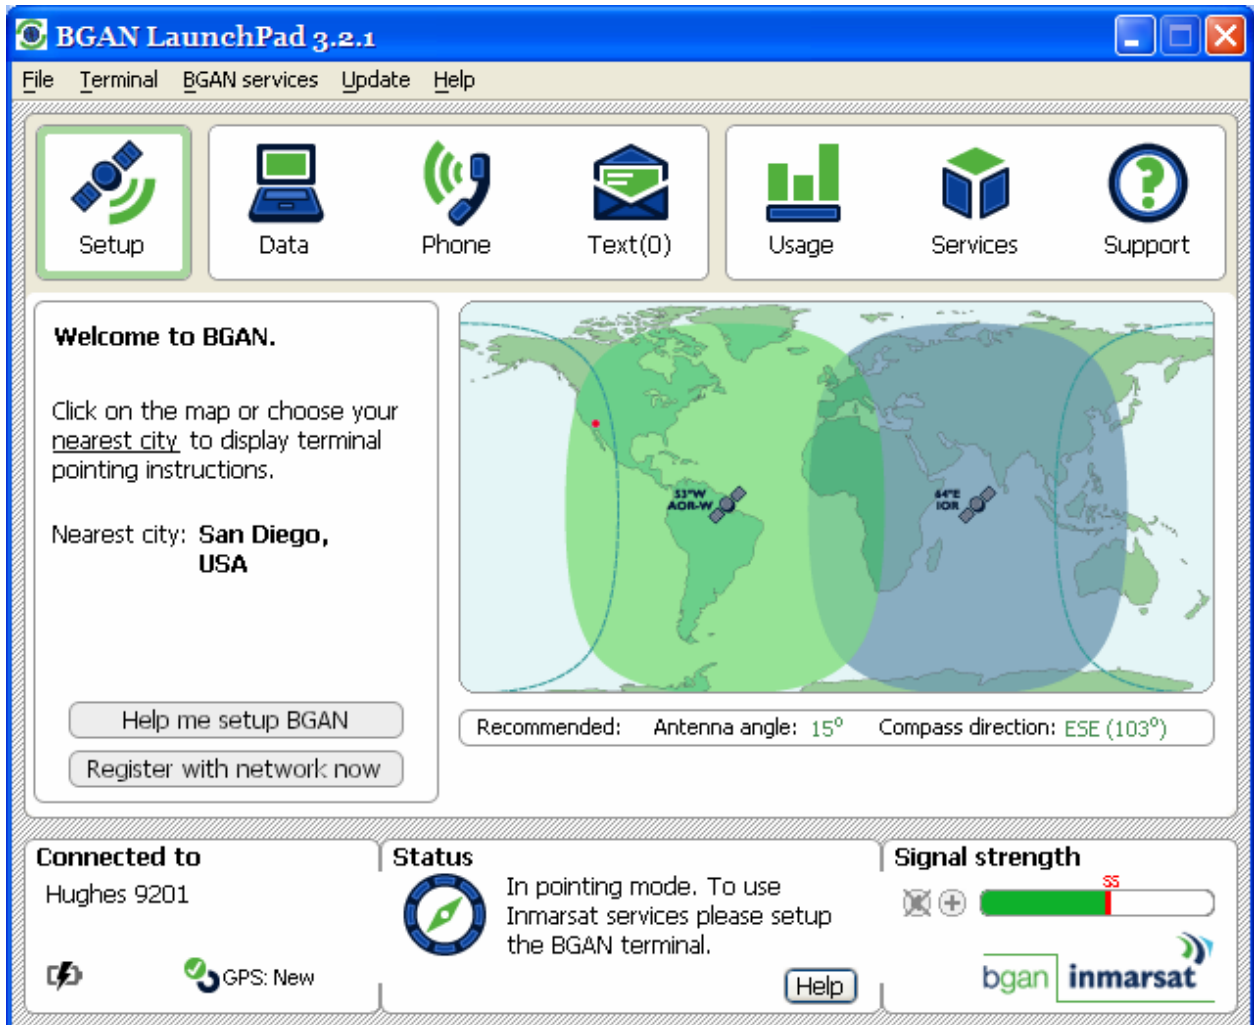 BGAN LaunchPad 3.2.1
File Terminal BGAN services Update Help
Setup Data Phone Text(0) Usage Services Support
Welcome to BGAN.
Click on the map or choose your
nearest city to display terminal
pointing instructions.
Nearest city: San Diego,
USA
Help me setup BGAN
Register with network now
53°W
AOR-W
64°E
IOR
Recommended: Antenna angle: 15° Compass direction: ESE (103°)
Connected to
Hughes 9201
GPS: New
Status
In pointing mode. To use
Inmarsat services please setup
the BGAN terminal.
Help
Signal strength
55
bgan inmarsat